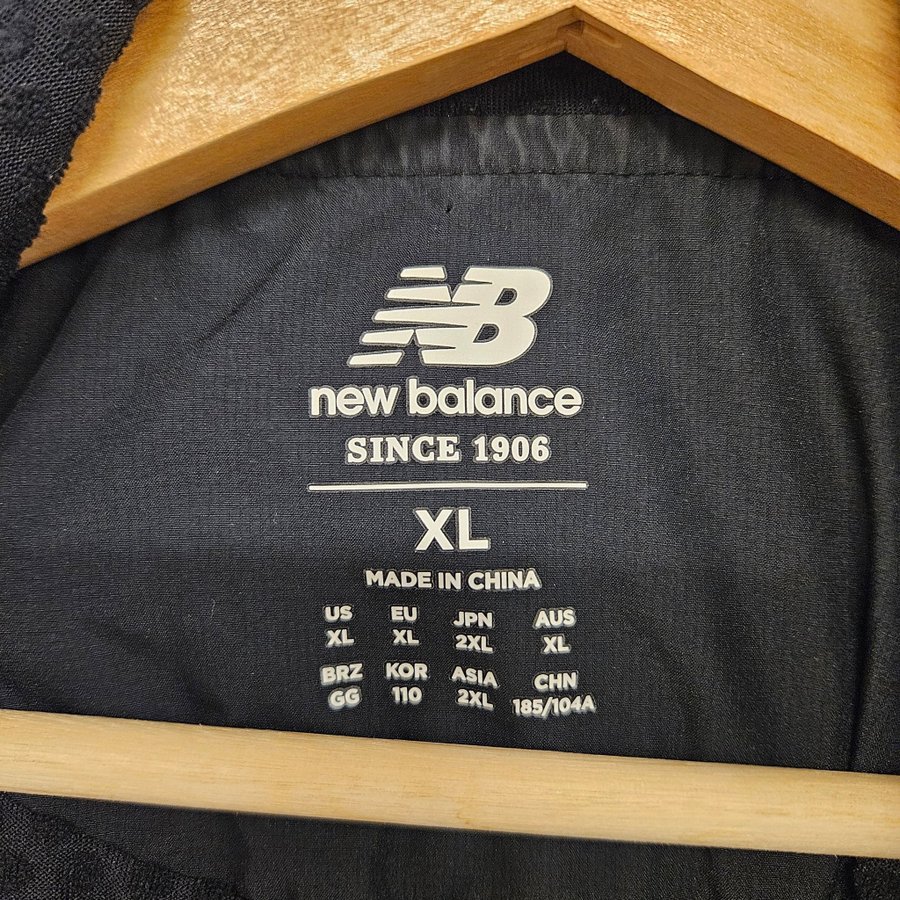 NB
new balance
SINCE 1906
XL
MADE IN CHINA
US EU JPN AUS
XL XL 2XL XL
BRZ KOR ASIA CHN
GG 110 2XL 185/104A